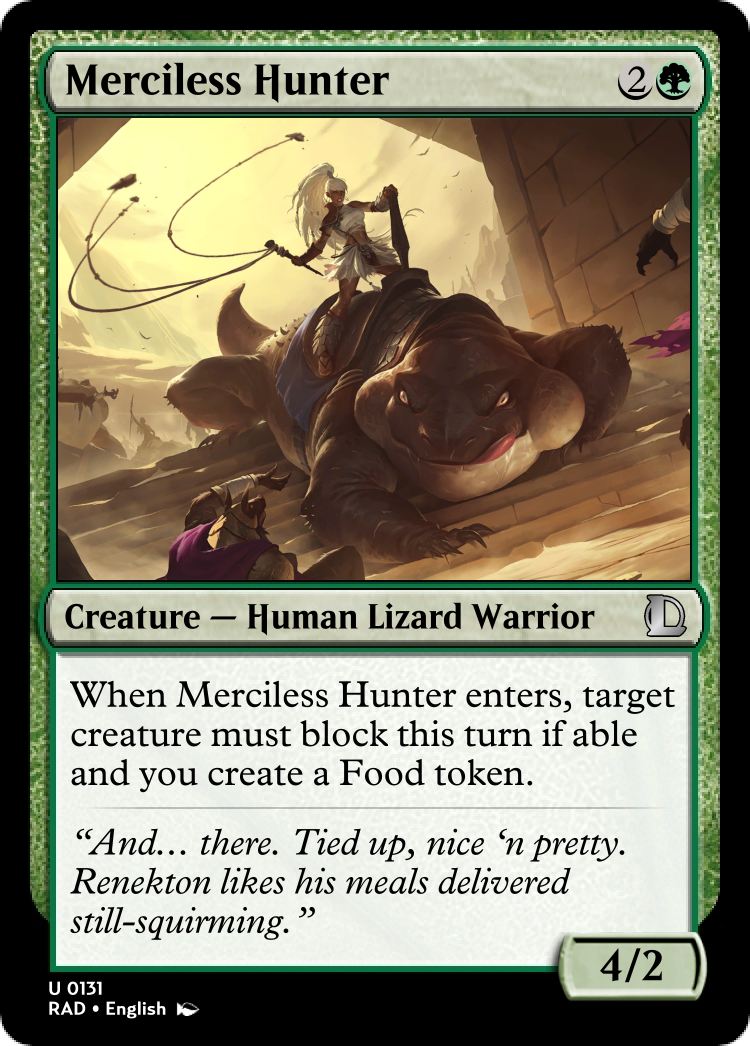 Merciless Hunter 2
Creature — Human Lizard Warrior
When Merciless Hunter enters, target
creature must block this turn if able
and you create a Food token.
“And… there. Tied up, nice ‘n pretty.
Renekton likes his meals delivered
still-squirming.”
4/2
U 0131
RAD • English